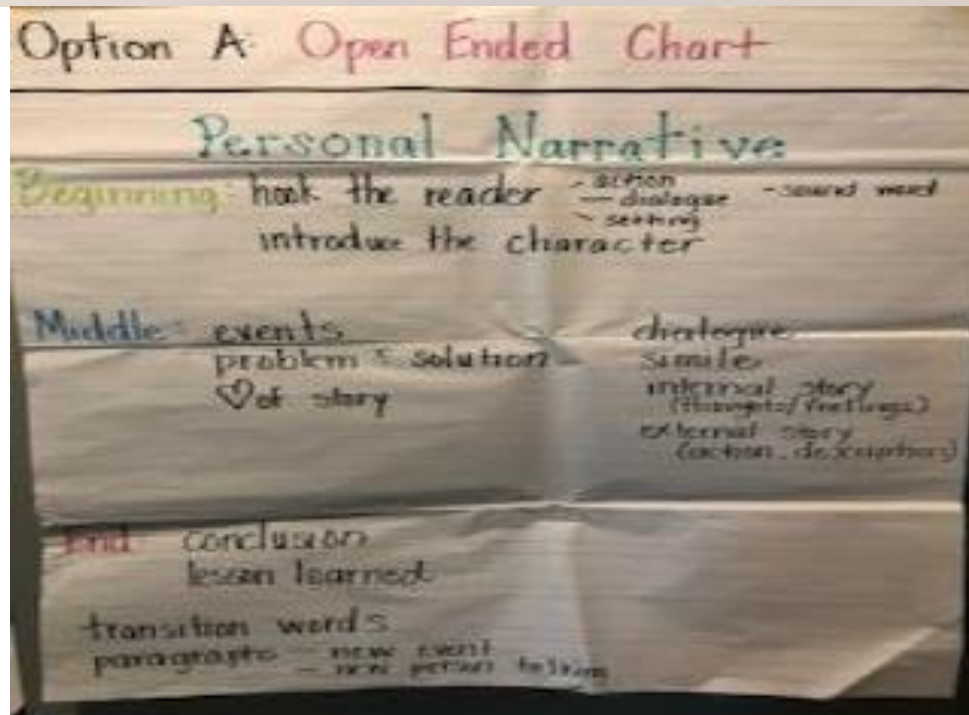 Option A: Open Ended Chart
Personal Narrative
Beginning: hook the reader - action
- dialogue - sound word
- setting
introduce the character
Middle: events dialogue
problem & solution simile
♡ of story internal story
(thoughts/feelings)
external story
(action, description)
End: conclusion
lesson learned
transition words
paragraphs - new event
- new person talking